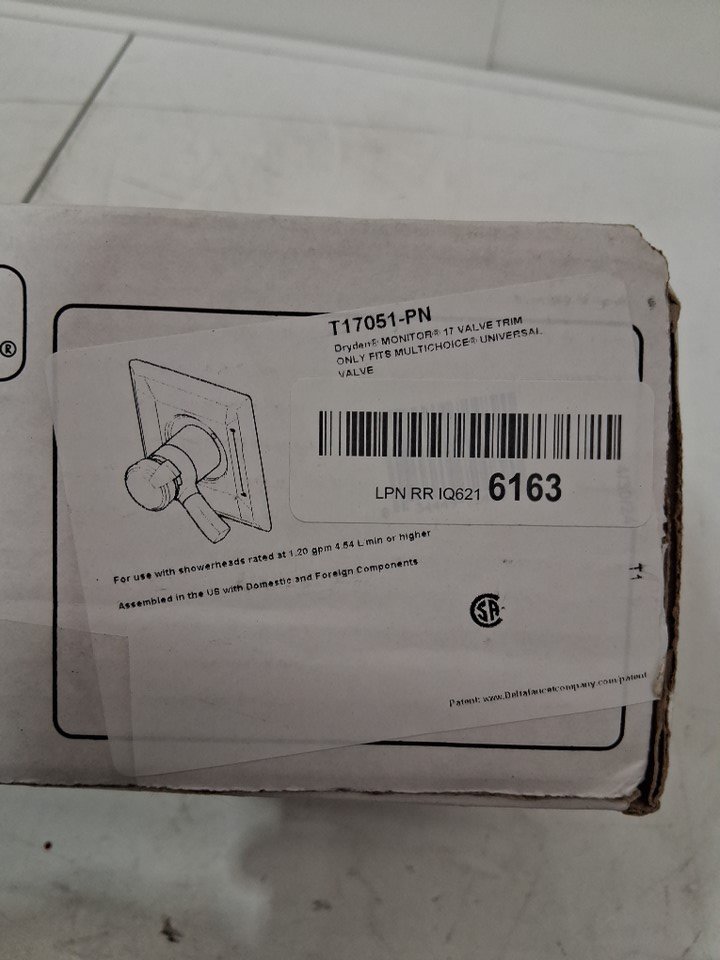 ®
T17051-PN
Dryden® MONITOR® 17 VALVE TRIM
ONLY FITS MULTICHOICE® UNIVERSAL
VALVE
LPN RR IQ621 6163
For use with showerheads rated at 1.20 gpm 4.54 L min or higher
Assembled in the US with Domestic and Foreign Components
SA
Patent: www.Deltafaucetcompany.com/patent
T1